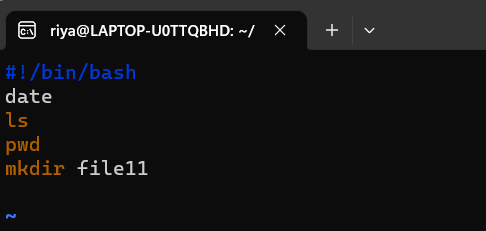 riya@LAPTOP-U0TTQBHD: ~/
#!/bin/bash
date
ls
pwd
mkdir file11
~